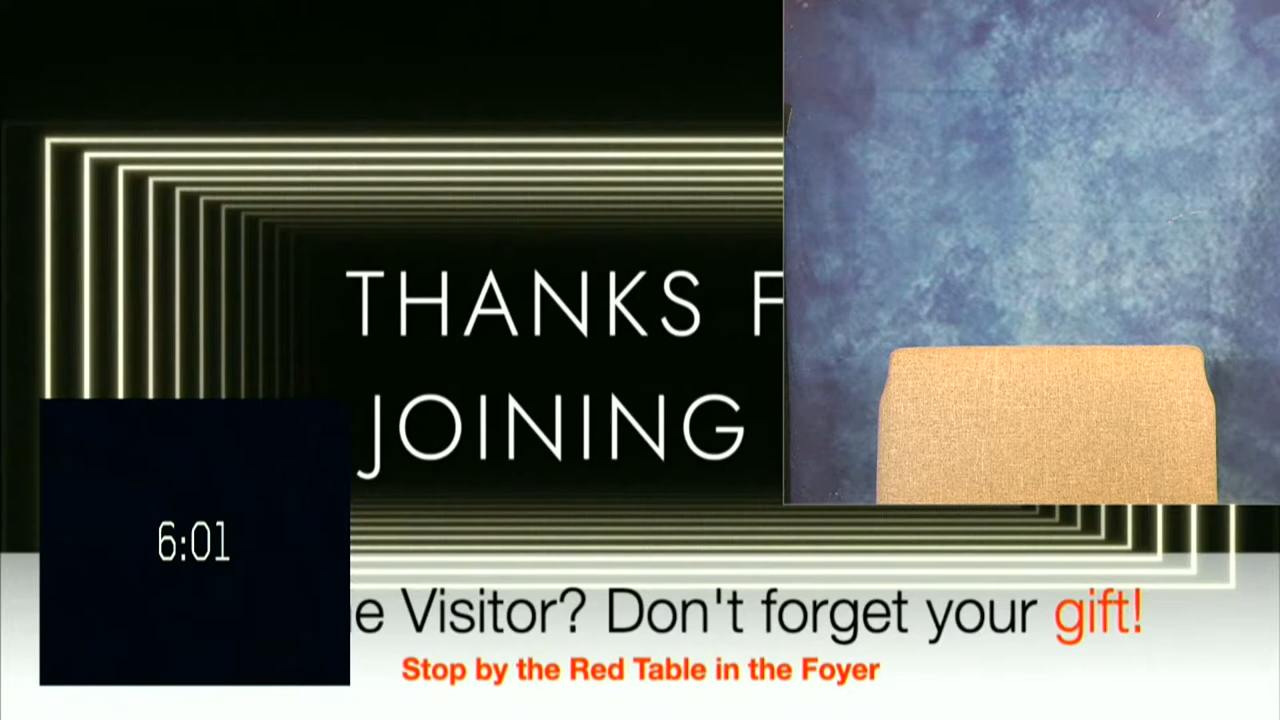 THANKS F
JOINING
6:01
e Visitor? Don't forget your gift!
Stop by the Red Table in the Foyer